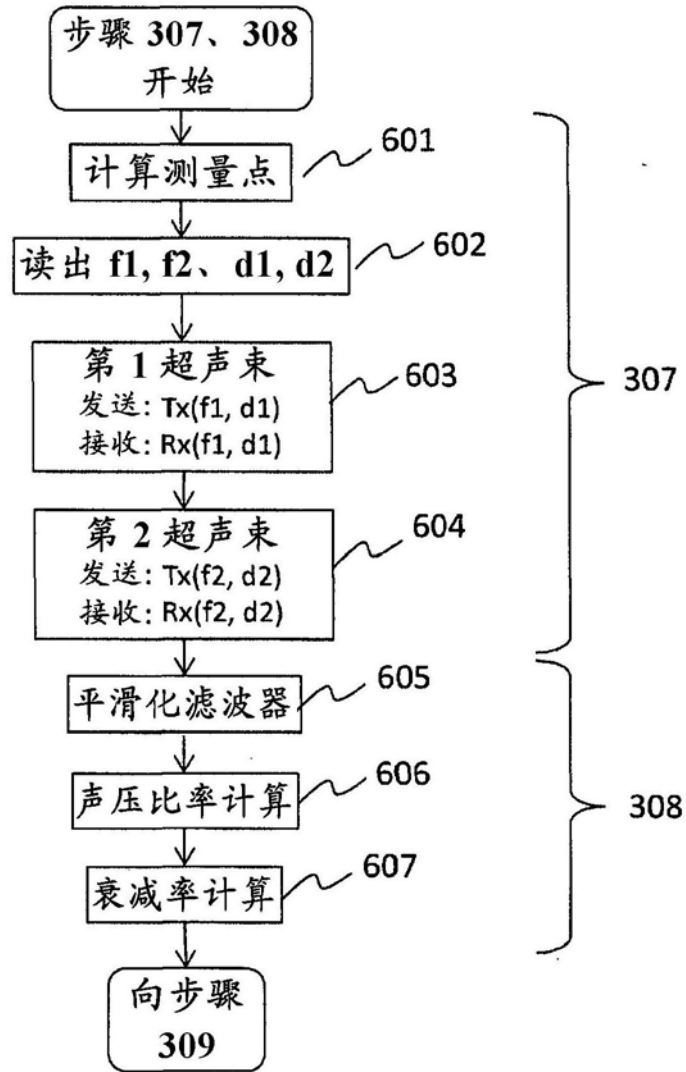 步骤 307、308
开始
601
计算测量点
602
读出 f1, f2、d1, d2
第 1 超声束
603
发送: Tx(f1, d1)
接收: Rx(f1, d1)
307
第 2 超声束
604
发送: Tx(f2, d2)
接收: Rx(f2, d2)
605
平滑化滤波器
606
声压比率计算
308
607
衰减率计算
向步骤
309